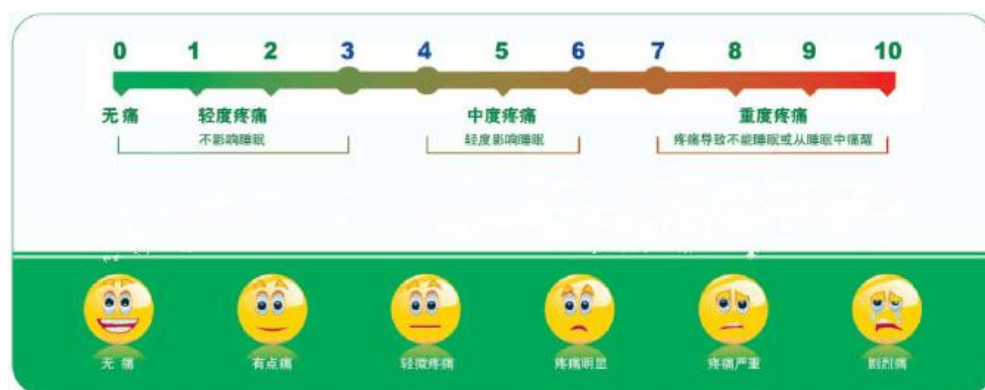 0 1 2 3 4 5 6 7 8 9 10
无痛 轻度疼痛 中度疼痛 重度疼痛
不影响睡眠 轻度影响睡眠 疼痛导致不能睡眠或从睡眠中痛醒
无痛 有点痛 轻微疼痛 疼痛明显 疼痛严重 剧烈痛